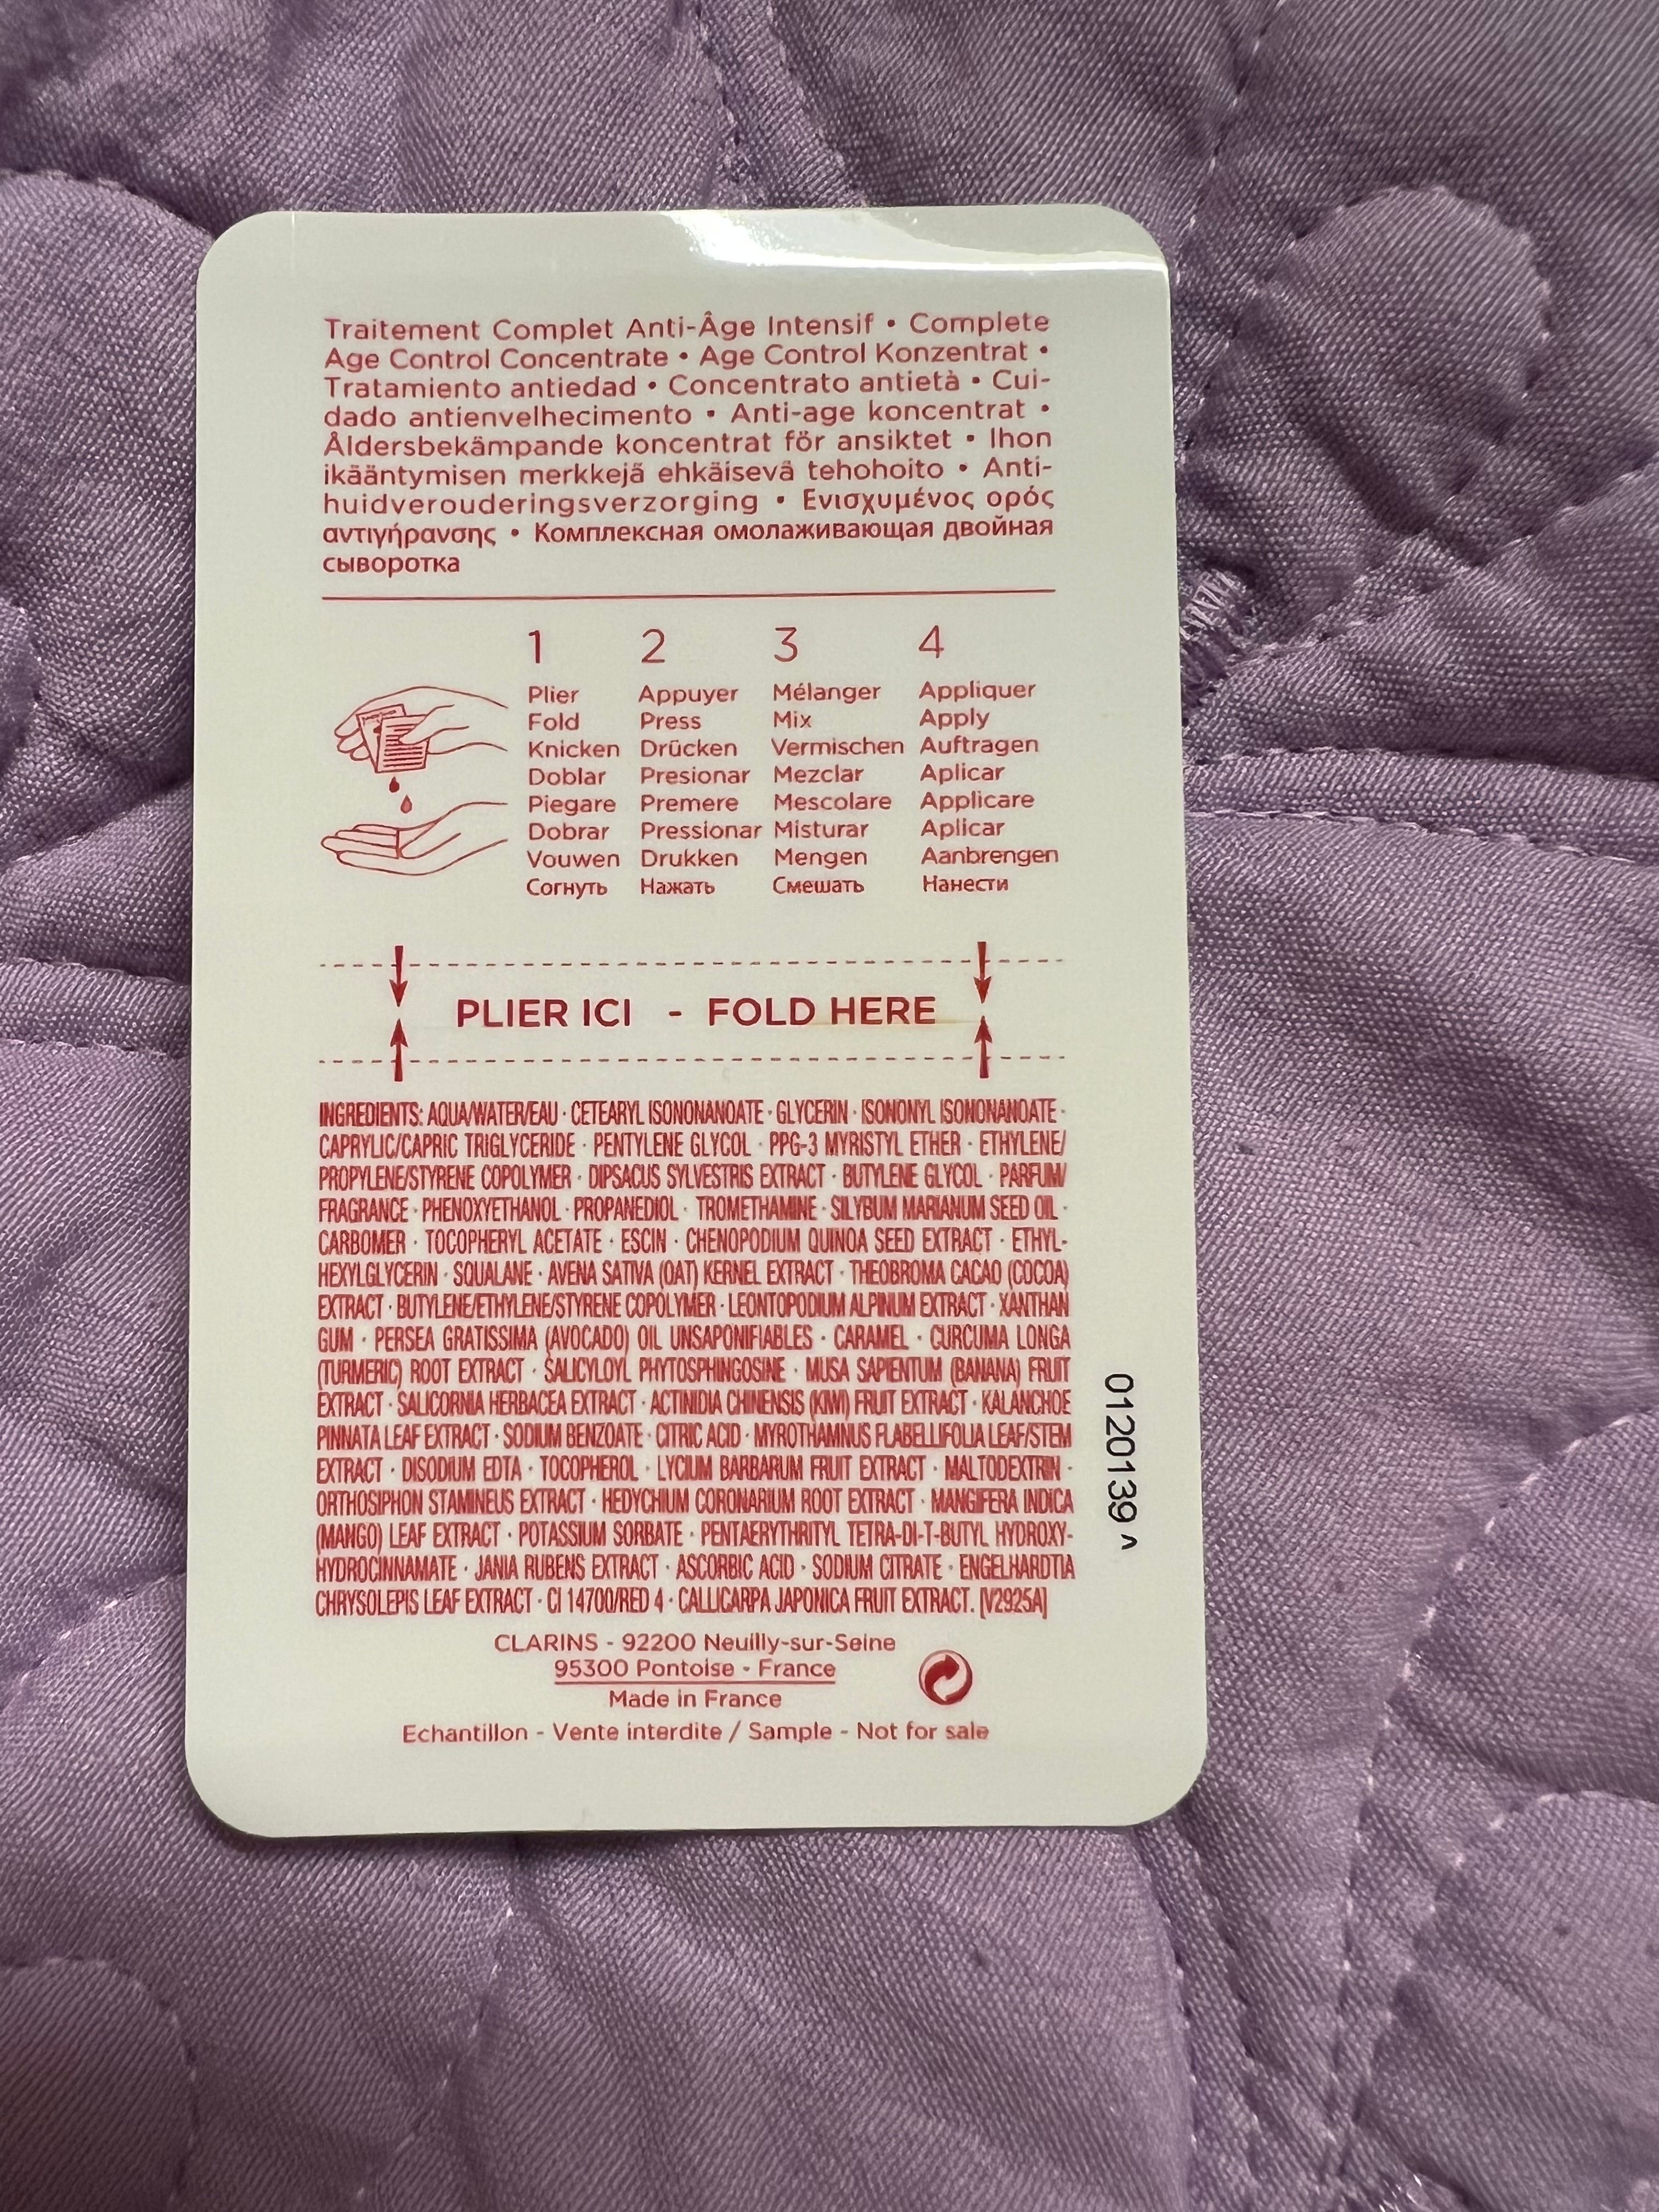 Traitement Complet Anti-Âge Intensif • Complete
Age Control Concentrate • Age Control Konzentrat •
Tratamiento antiedad • Concentrato antietà • Cui-
dado antienvelhecimento • Anti-age koncentrat •
Åldersbekämpande koncentrat för ansiktet • Ihon
ikääntymisen merkkejä ehkäisevä tehohoito • Anti-
huidverouderingsverzorging • Ενισχυμένος ορός
αντιγήρανσης • Комплексная омолаживающая двойная
сыворотка
1 2 3 4
Plier Appuyer Mélanger Appliquer
Fold Press Mix Apply
Knicken Drücken Vermischen Auftragen
Doblar Presionar Mezclar Aplicar
Piegare Premere Mescolare Applicare
Dobrar Pressionar Misturar Aplicar
Vouwen Drukken Mengen Aanbrengen
Согнуть Нажать Смешать Нанести
PLIER ICI - FOLD HERE
INGREDIENTS: AQUA/WATER/EAU · CETEARYL ISONONANOATE · GLYCERIN · ISONONYL ISONONANOATE ·
CAPRYLIC/CAPRIC TRIGLYCERIDE · PENTYLENE GLYCOL · PPG-3 MYRISTYL ETHER · ETHYLENE/
PROPYLENE/STYRENE COPOLYMER · DIPSACUS SYLVESTRIS EXTRACT · BUTYLENE GLYCOL · PARFUM/
FRAGRANCE · PHENOXYETHANOL · PROPANEDIOL · TROMETHAMINE · SILYBUM MARIANUM SEED OIL ·
CARBOMER · TOCOPHERYL ACETATE · ESCIN · CHENOPODIUM QUINOA SEED EXTRACT · ETHYL-
HEXYLGLYCERIN · SQUALANE · AVENA SATIVA (OAT) KERNEL EXTRACT · THEOBROMA CACAO (COCOA)
EXTRACT · BUTYLENE/ETHYLENE/STYRENE COPOLYMER · LEONTOPODIUM ALPINUM EXTRACT · XANTHAN
GUM · PERSEA GRATISSIMA (AVOCADO) OIL UNSAPONIFIABLES · CARAMEL · CURCUMA LONGA
(TURMERIC) ROOT EXTRACT · SALICYLOYL PHYTOSPHINGOSINE · MUSA SAPIENTUM (BANANA) FRUIT
EXTRACT · SALICORNIA HERBACEA EXTRACT · ACTINIDIA CHINENSIS (KIWI) FRUIT EXTRACT · KALANCHOE
PINNATA LEAF EXTRACT · SODIUM BENZOATE · CITRIC ACID · MYROTHAMNUS FLABELLIFOLIA LEAF/STEM
EXTRACT · DISODIUM EDTA · TOCOPHEROL · LYCIUM BARBARUM FRUIT EXTRACT · MALTODEXTRIN ·
ORTHOSIPHON STAMINEUS EXTRACT · HEDYCHIUM CORONARIUM ROOT EXTRACT · MANGIFERA INDICA
(MANGO) LEAF EXTRACT · POTASSIUM SORBATE · PENTAERYTHRITYL TETRA-DI-T-BUTYL HYDROXY-
HYDROCINNAMATE · JANIA RUBENS EXTRACT · ASCORBIC ACID · SODIUM CITRATE · ENGELHARDTIA
CHRYSOLEPIS LEAF EXTRACT · CI 14700/RED 4 · CALLICARPA JAPONICA FRUIT EXTRACT. [V2925A]
CLARINS - 92200 Neuilly-sur-Seine
95300 Pontoise - France
Made in France
Echantillon - Vente interdite / Sample - Not for sale
0120139 ^